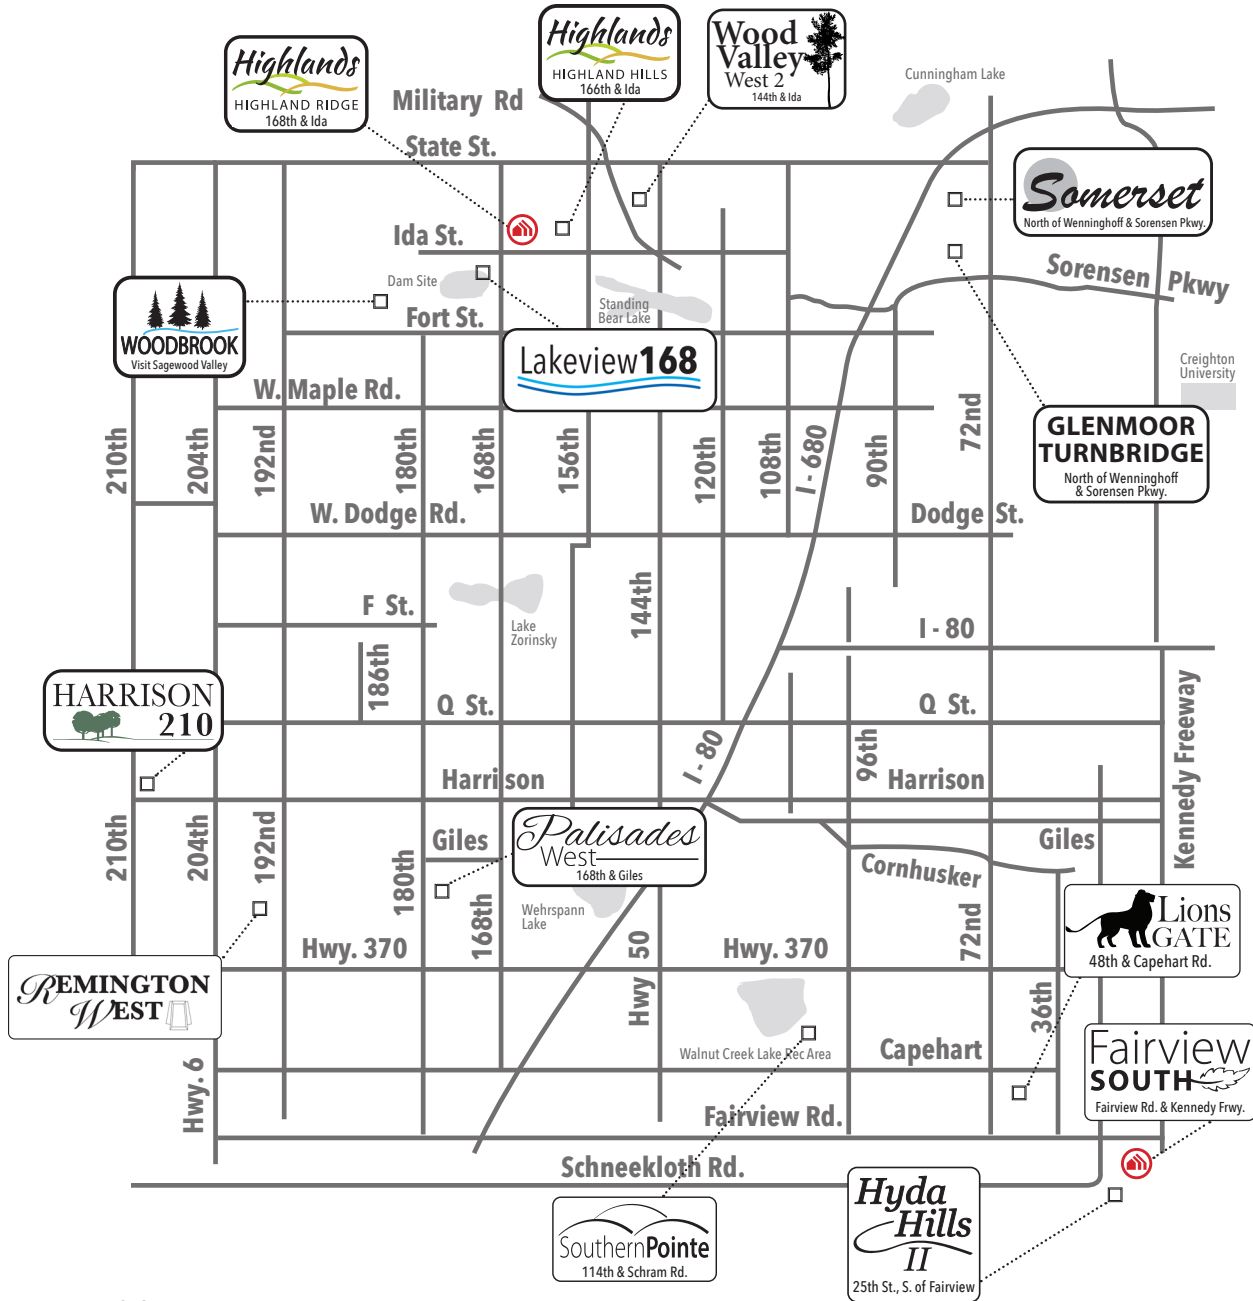 Highlands
HIGHLAND RIDGE
168th & Ida
Highlands
HIGHLAND HILLS
166th & Ida
Wood
Valley
West 2
144th & Ida
Cunningham Lake
Military Rd
State St.
Somerset
North of Wenninghoff & Sorensen Pkwy.
Ida St.
Sorensen Pkwy
Dam Site
Standing
Bear Lake
Fort St.
WOODBROOK
Visit Sagewood Valley
Lakeview168
Creighton
University
W. Maple Rd.
GLENMOOR
TURNBRIDGE
North of Wenninghoff
& Sorensen Pkwy.
210th
204th
192nd
180th
168th
156th
120th
108th
I - 680
90th
72nd
W. Dodge Rd.
Dodge St.
F St.
Lake
Zorinsky
144th
I - 80
186th
HARRISON
210
Q St.
Q St.
I - 80
96th
Kennedy Freeway
Harrison
Harrison
210th
204th
192nd
180th
Giles
168th
Palisades
West
168th & Giles
Giles
Cornhusker
Wehrspann
Lake
Lions
GATE
48th & Capehart Rd.
72nd
Hwy. 370
Hwy 50
Hwy. 370
REMINGTON
WEST
36th
Walnut Creek Lake Rec Area
Capehart
Fairview
SOUTH
Fairview Rd. & Kennedy Frwy.
Hwy. 6
Fairview Rd.
Schneekloth Rd.
SouthernPointe
114th & Schram Rd.
Hyda
Hills
II
25th St., S. of Fairview